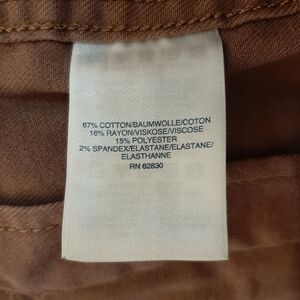 67% COTTON/BAUMWOLLE/COTON
16% RAYON/VISKOSE/VISCOSE
15% POLYESTER
2% SPANDEX/ELASTANE/ELASTANE/
ELASTHANNE
RN 62830